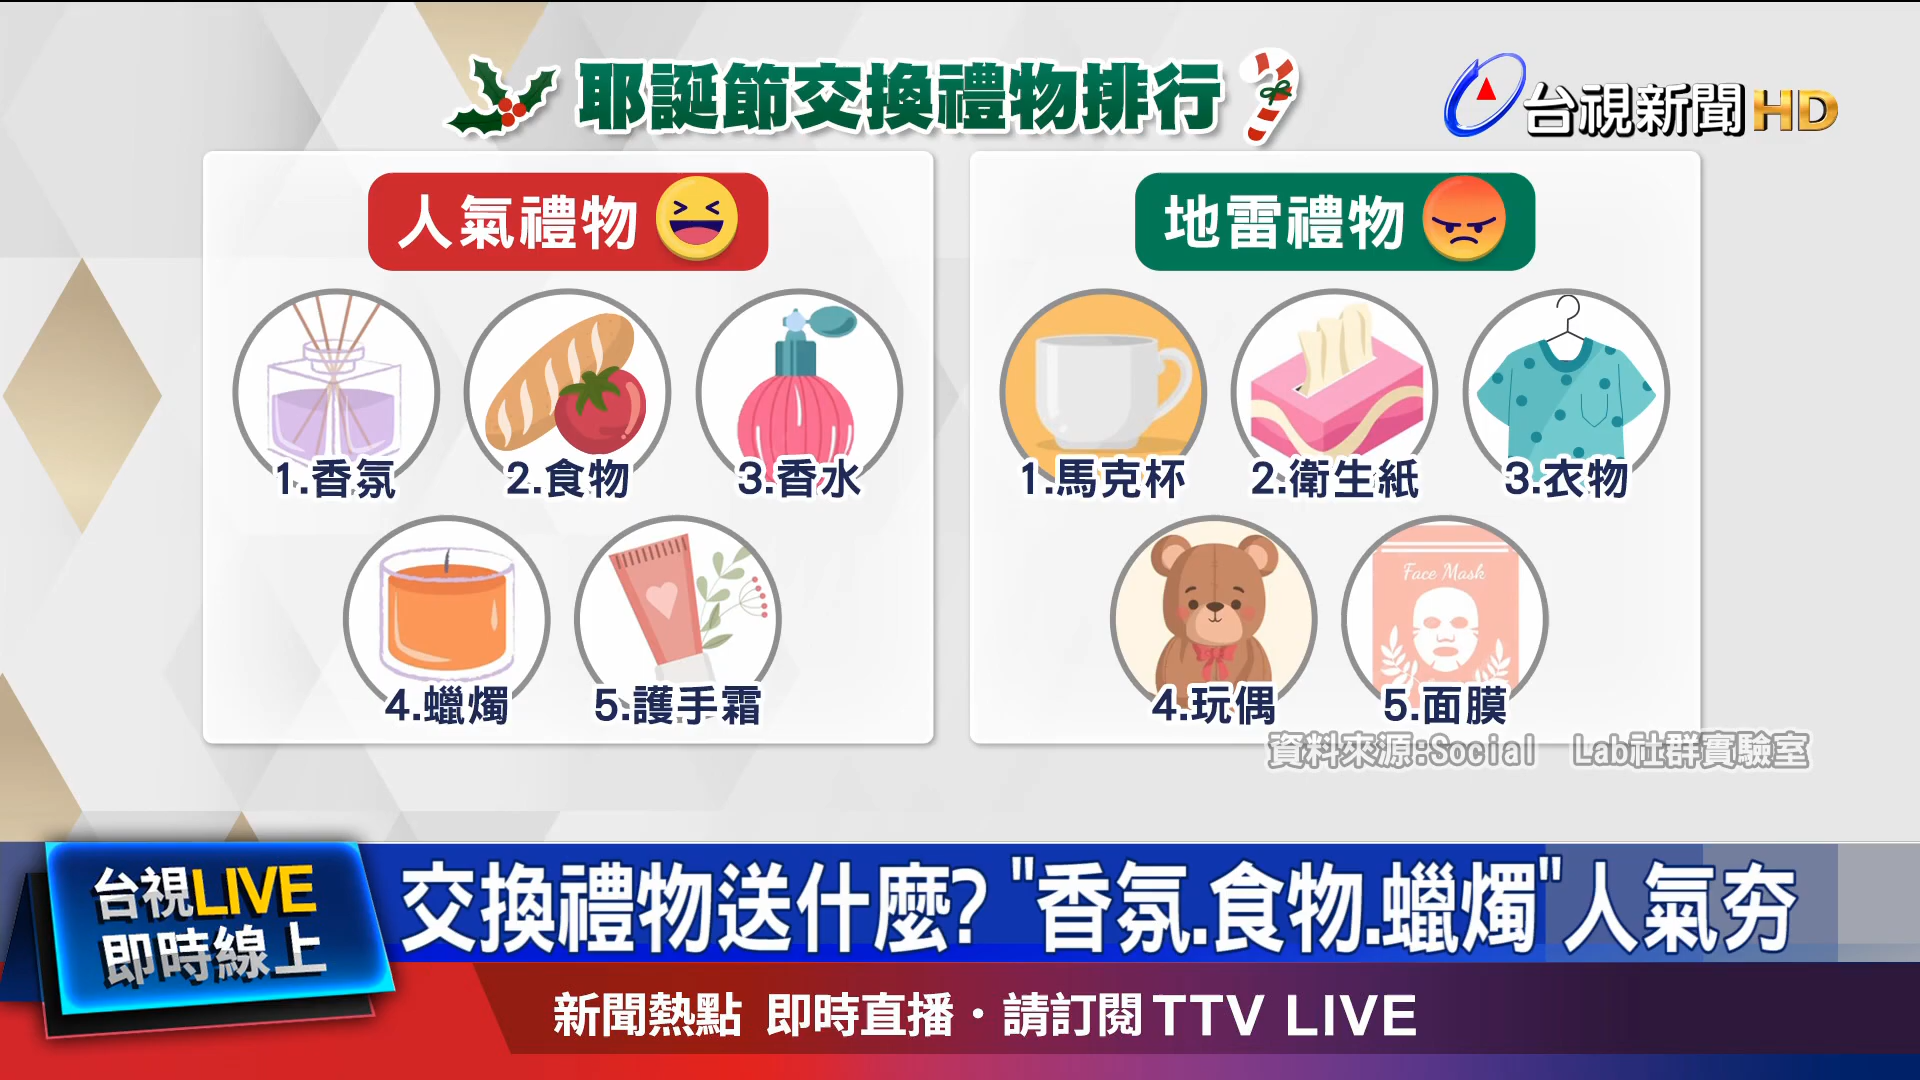 耶誕節交換禮物排行
台視新聞HD
人氣禮物
1.香氛
2.食物
3.香水
4.蠟燭
5.護手霜
地雷禮物
1.馬克杯
2.衛生紙
3.衣物
4.玩偶
Face Mask
5.面膜
資料來源:Social Lab社群實驗室
台視LIVE
即時線上
交換禮物送什麼? "香氛.食物.蠟燭"人氣夯
新聞熱點 即時直播・請訂閱TTV LIVE